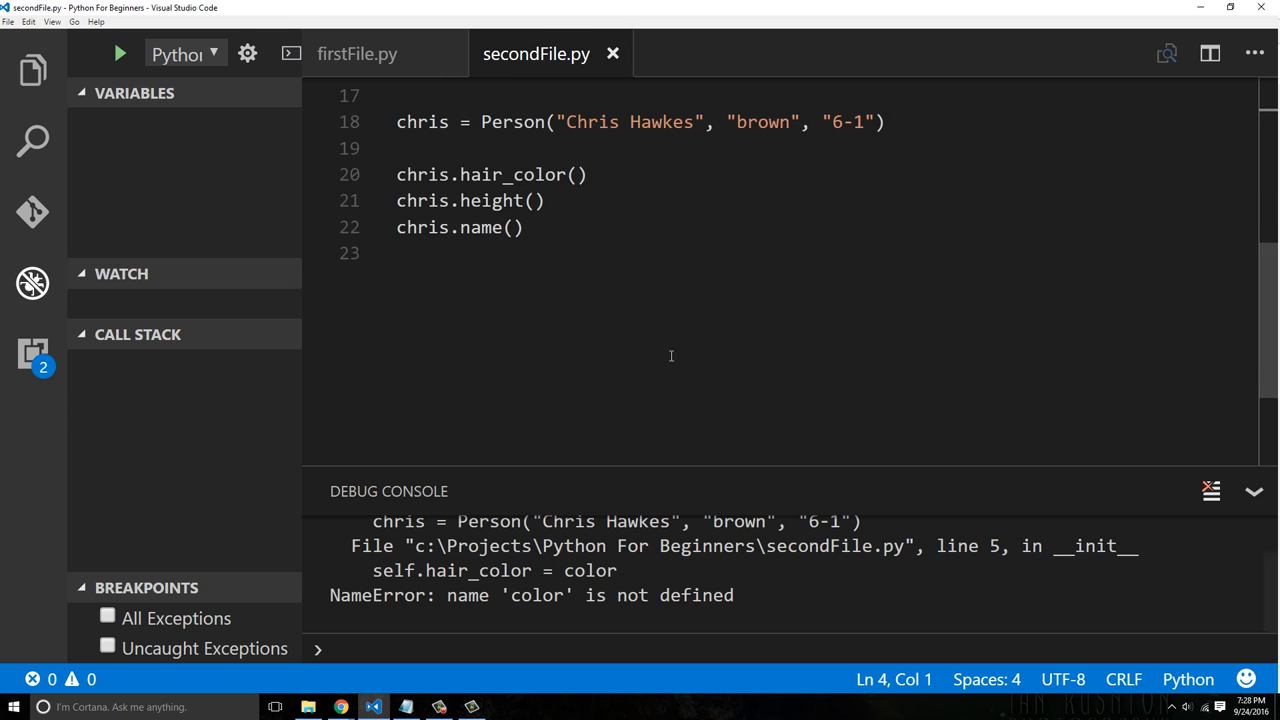 secondFile.py - Python For Beginners - Visual Studio Code
File Edit View Go Help
Python
firstFile.py
secondFile.py
VARIABLES
WATCH
CALL STACK
2
BREAKPOINTS
All Exceptions
Uncaught Exceptions
17
18 chris = Person("Chris Hawkes", "brown", "6-1")
19
20 chris.hair_color()
21 chris.height()
22 chris.name()
23
DEBUG CONSOLE
chris = Person("Chris Hawkes", "brown", "6-1")
File "c:\Projects\Python For Beginners\secondFile.py", line 5, in __init__
self.hair_color = color
NameError: name 'color' is not defined
0 0 Ln 4, Col 1 Spaces: 4 UTF-8 CRLF Python
I'm Cortana. Ask me anything.
7:28 PM
9/24/2016